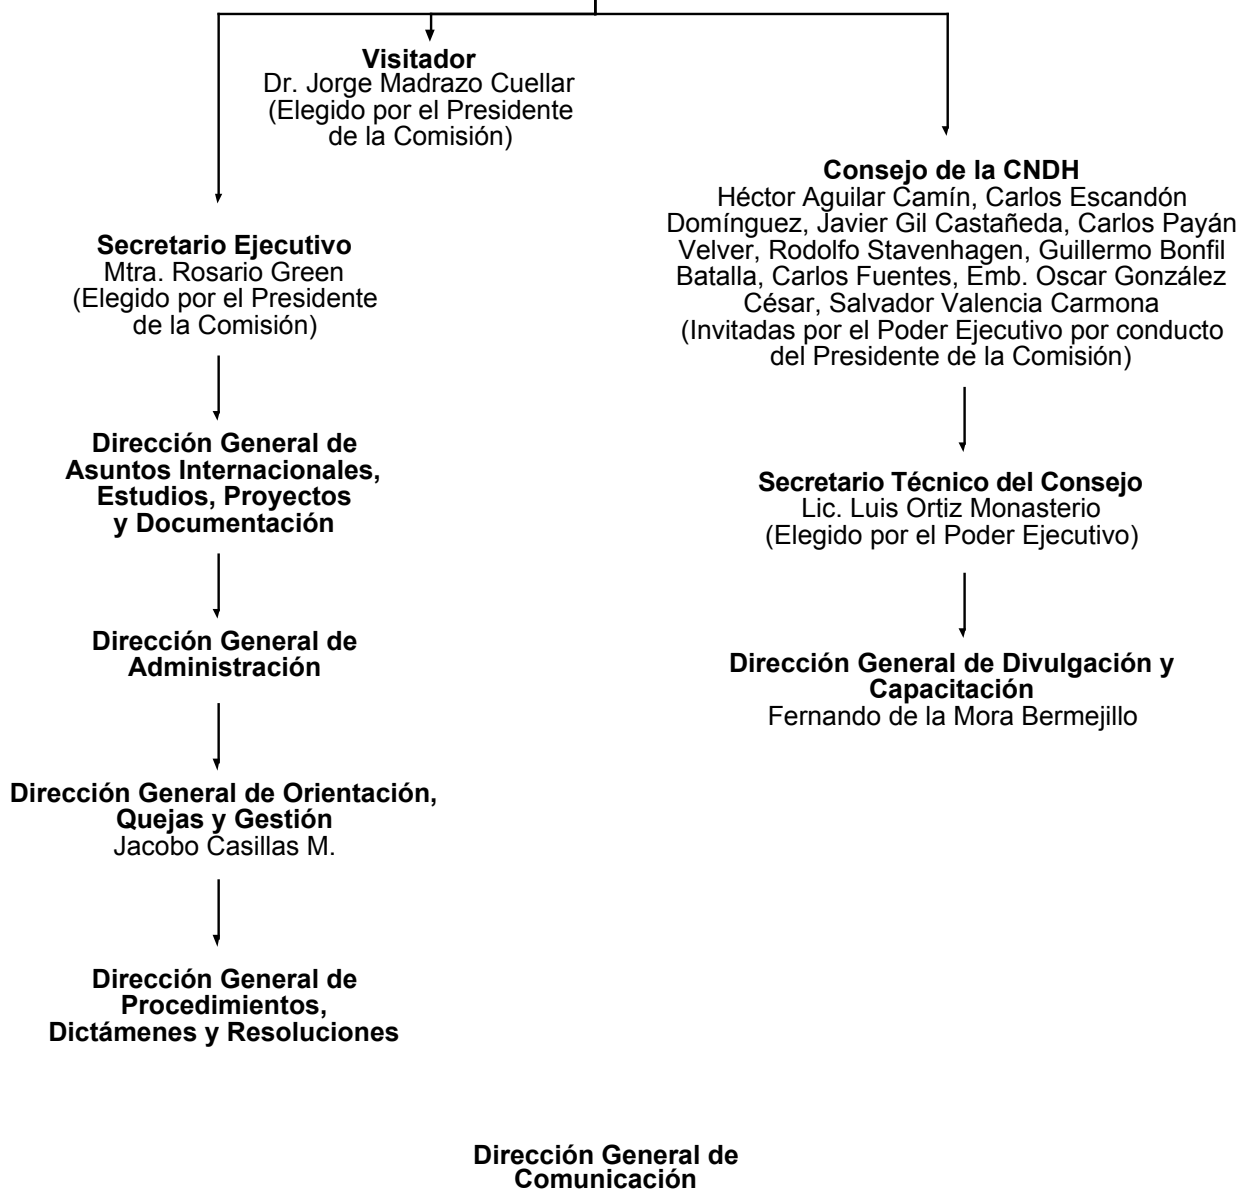 Visitador
Dr. Jorge Madrazo Cuellar
(Elegido por el Presidente
de la Comisión)
Secretario Ejecutivo
Mtra. Rosario Green
(Elegido por el Presidente
de la Comisión)
Dirección General de
Asuntos Internacionales,
Estudios, Proyectos
y Documentación
Dirección General de
Administración
Dirección General de Orientación,
Quejas y Gestión
Jacobo Casillas M.
Dirección General de
Procedimientos,
Dictámenes y Resoluciones
Consejo de la CNDH
Héctor Aguilar Camín, Carlos Escandón
Domínguez, Javier Gil Castañeda, Carlos Payán
Velver, Rodolfo Stavenhagen, Guillermo Bonfil
Batalla, Carlos Fuentes, Emb. Oscar González
César, Salvador Valencia Carmona
(Invitadas por el Poder Ejecutivo por conducto
del Presidente de la Comisión)
Secretario Técnico del Consejo
Lic. Luis Ortiz Monasterio
(Elegido por el Poder Ejecutivo)
Dirección General de Divulgación y
Capacitación
Fernando de la Mora Bermejillo
Dirección General de
Comunicación